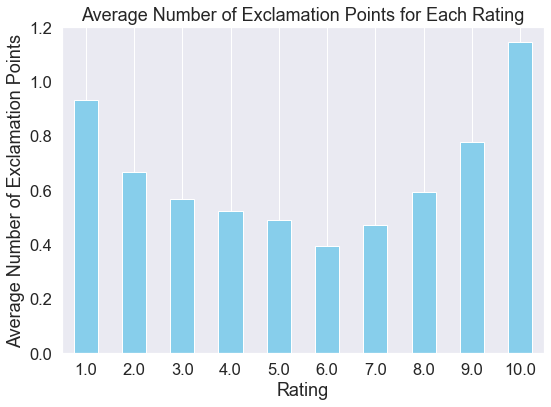 Average Number of Exclamation Points for Each Rating
Average Number of Exclamation Points
1.2
1.0
0.8
0.6
0.4
0.2
0.0
1.0 2.0 3.0 4.0 5.0 6.0 7.0 8.0 9.0 10.0
Rating